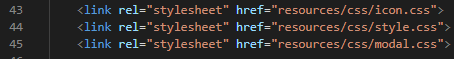 43 <link rel="stylesheet" href="resources/css/icon.css">
44 <link rel="stylesheet" href="resources/css/style.css">
45 <link rel="stylesheet" href="resources/css/modal.css">
46